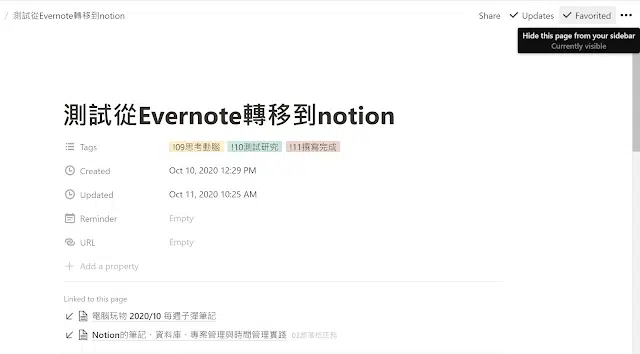 / 測試從Evernote轉移到notion
Share Updates Favorited
Hide this page from your sidebar
Currently visible
測試從Evernote轉移到notion
Tags !09思考動腦 !10測試研究 !11撰寫完成
Created Oct 10, 2020 12:29 PM
Updated Oct 11, 2020 10:25 AM
Reminder Empty
URL Empty
Add a property
Linked to this page
電腦玩物 2020/10 每週子彈筆記
Notion的筆記、資料庫、專案管理與時間管理實踐